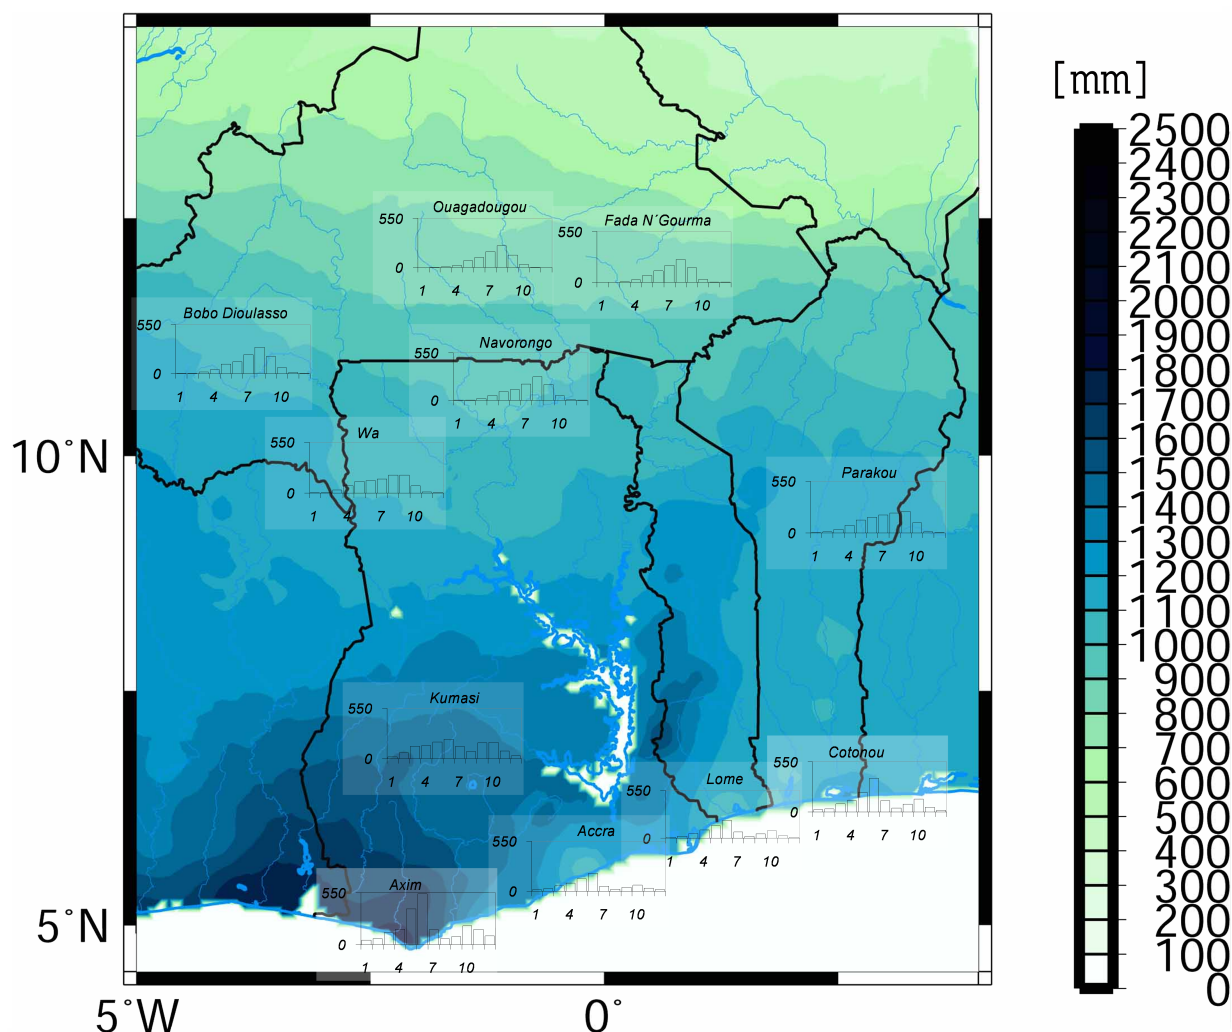 [mm]
2500
2400
2300
2200
2100
2000
1900
1800
1700
1600
1500
1400
1300
1200
1100
1000
900
800
700
600
500
400
300
200
100
0
Ouagadougou
550
0
1 4 7 10
Fada N´Gourma
550
0
1 4 7 10
Bobo Dioulasso
550
0
1 4 7 10
Navorongo
550
0
1 4 7 10
Wa
550
0
1 4 7 10
Parakou
550
0
1 4 7 10
Kumasi
550
0
1 4 7 10
Cotonou
550
0
1 4 7 10
Lome
550
0
1 4 7 10
Accra
550
0
1 4 7 10
Axim
550
0
1 4 7 10
10°N
5°N
5°W
0°